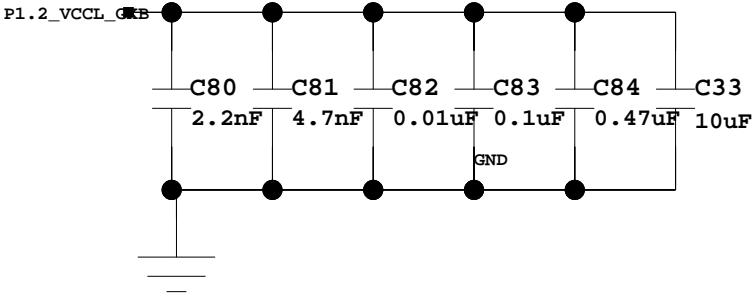 P1.2_VCCL_GXB
C80 C81 C82 C83 C84 C33
2.2nF 4.7nF 0.01uF 0.1uF 0.47uF 10uF
GND